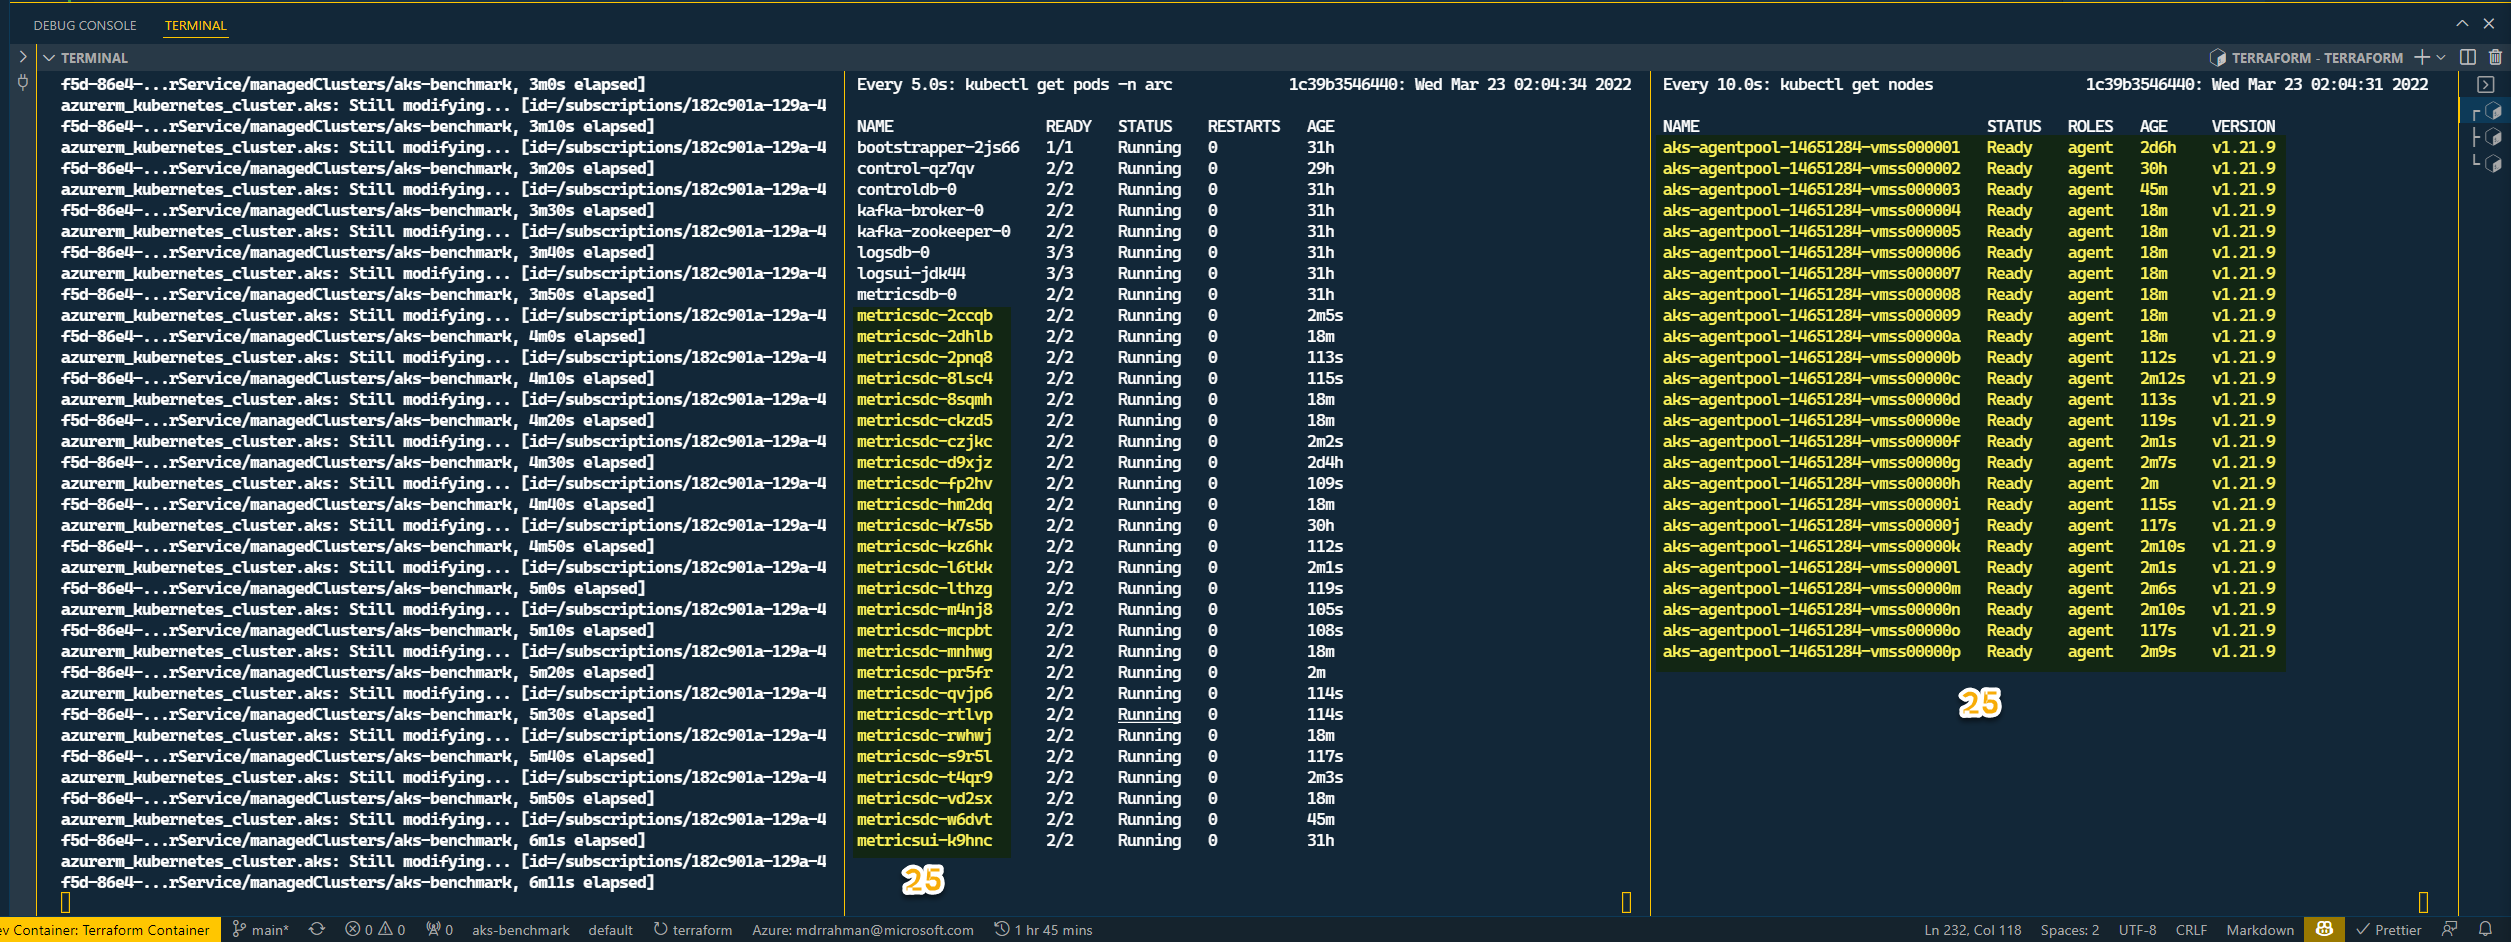 DEBUG CONSOLE TERMINAL
TERMINAL
TERRAFORM - TERRAFORM
f5d-86e4-...rService/managedClusters/aks-benchmark, 3m0s elapsed]
azurerm_kubernetes_cluster.aks: Still modifying... [id=/subscriptions/182c901a-129a-4
f5d-86e4-...rService/managedClusters/aks-benchmark, 3m10s elapsed]
azurerm_kubernetes_cluster.aks: Still modifying... [id=/subscriptions/182c901a-129a-4
f5d-86e4-...rService/managedClusters/aks-benchmark, 3m20s elapsed]
azurerm_kubernetes_cluster.aks: Still modifying... [id=/subscriptions/182c901a-129a-4
f5d-86e4-...rService/managedClusters/aks-benchmark, 3m30s elapsed]
azurerm_kubernetes_cluster.aks: Still modifying... [id=/subscriptions/182c901a-129a-4
f5d-86e4-...rService/managedClusters/aks-benchmark, 3m40s elapsed]
azurerm_kubernetes_cluster.aks: Still modifying... [id=/subscriptions/182c901a-129a-4
f5d-86e4-...rService/managedClusters/aks-benchmark, 3m50s elapsed]
azurerm_kubernetes_cluster.aks: Still modifying... [id=/subscriptions/182c901a-129a-4
f5d-86e4-...rService/managedClusters/aks-benchmark, 4m0s elapsed]
azurerm_kubernetes_cluster.aks: Still modifying... [id=/subscriptions/182c901a-129a-4
f5d-86e4-...rService/managedClusters/aks-benchmark, 4m10s elapsed]
azurerm_kubernetes_cluster.aks: Still modifying... [id=/subscriptions/182c901a-129a-4
f5d-86e4-...rService/managedClusters/aks-benchmark, 4m20s elapsed]
azurerm_kubernetes_cluster.aks: Still modifying... [id=/subscriptions/182c901a-129a-4
f5d-86e4-...rService/managedClusters/aks-benchmark, 4m30s elapsed]
azurerm_kubernetes_cluster.aks: Still modifying... [id=/subscriptions/182c901a-129a-4
f5d-86e4-...rService/managedClusters/aks-benchmark, 4m40s elapsed]
azurerm_kubernetes_cluster.aks: Still modifying... [id=/subscriptions/182c901a-129a-4
f5d-86e4-...rService/managedClusters/aks-benchmark, 4m50s elapsed]
azurerm_kubernetes_cluster.aks: Still modifying... [id=/subscriptions/182c901a-129a-4
f5d-86e4-...rService/managedClusters/aks-benchmark, 5m0s elapsed]
azurerm_kubernetes_cluster.aks: Still modifying... [id=/subscriptions/182c901a-129a-4
f5d-86e4-...rService/managedClusters/aks-benchmark, 5m10s elapsed]
azurerm_kubernetes_cluster.aks: Still modifying... [id=/subscriptions/182c901a-129a-4
f5d-86e4-...rService/managedClusters/aks-benchmark, 5m20s elapsed]
azurerm_kubernetes_cluster.aks: Still modifying... [id=/subscriptions/182c901a-129a-4
f5d-86e4-...rService/managedClusters/aks-benchmark, 5m30s elapsed]
azurerm_kubernetes_cluster.aks: Still modifying... [id=/subscriptions/182c901a-129a-4
f5d-86e4-...rService/managedClusters/aks-benchmark, 5m40s elapsed]
azurerm_kubernetes_cluster.aks: Still modifying... [id=/subscriptions/182c901a-129a-4
f5d-86e4-...rService/managedClusters/aks-benchmark, 5m50s elapsed]
azurerm_kubernetes_cluster.aks: Still modifying... [id=/subscriptions/182c901a-129a-4
f5d-86e4-...rService/managedClusters/aks-benchmark, 6m1s elapsed]
azurerm_kubernetes_cluster.aks: Still modifying... [id=/subscriptions/182c901a-129a-4
f5d-86e4-...rService/managedClusters/aks-benchmark, 6m11s elapsed]
Every 5.0s: kubectl get pods -n arc 1c39b3546440: Wed Mar 23 02:04:34 2022
NAME READY STATUS RESTARTS AGE
bootstrapper-2js66 1/1 Running 0 31h
control-qz7qv 2/2 Running 0 29h
controldb-0 2/2 Running 0 31h
kafka-broker-0 2/2 Running 0 31h
kafka-zookeeper-0 2/2 Running 0 31h
logsdb-0 3/3 Running 0 31h
logsui-jdk44 3/3 Running 0 31h
metricsdb-0 2/2 Running 0 31h
metricsdc-2ccqb 2/2 Running 0 2m5s
metricsdc-2dhlb 2/2 Running 0 18m
metricsdc-2pnq8 2/2 Running 0 113s
metricsdc-8lsc4 2/2 Running 0 115s
metricsdc-8sqmh 2/2 Running 0 18m
metricsdc-ckzd5 2/2 Running 0 18m
metricsdc-czjkc 2/2 Running 0 2m2s
metricsdc-d9xjz 2/2 Running 0 2d4h
metricsdc-fp2hv 2/2 Running 0 109s
metricsdc-hm2dq 2/2 Running 0 18m
metricsdc-k7s5b 2/2 Running 0 30h
metricsdc-kz6hk 2/2 Running 0 112s
metricsdc-l6tkk 2/2 Running 0 2m1s
metricsdc-lthzg 2/2 Running 0 119s
metricsdc-m4nj8 2/2 Running 0 105s
metricsdc-mcpbt 2/2 Running 0 108s
metricsdc-mnhwg 2/2 Running 0 18m
metricsdc-pr5fr 2/2 Running 0 2m
metricsdc-qvjp6 2/2 Running 0 114s
metricsdc-rtlvp 2/2 Running 0 114s
metricsdc-rwhwj 2/2 Running 0 18m
metricsdc-s9r5l 2/2 Running 0 117s
metricsdc-t4qr9 2/2 Running 0 2m3s
metricsdc-vd2sx 2/2 Running 0 18m
metricsdc-w6dvt 2/2 Running 0 45m
metricsui-k9hnc 2/2 Running 0 31h
25
Every 10.0s: kubectl get nodes 1c39b3546440: Wed Mar 23 02:04:31 2022
NAME STATUS ROLES AGE VERSION
aks-agentpool-14651284-vmss000001 Ready agent 2d6h v1.21.9
aks-agentpool-14651284-vmss000002 Ready agent 30h v1.21.9
aks-agentpool-14651284-vmss000003 Ready agent 45m v1.21.9
aks-agentpool-14651284-vmss000004 Ready agent 18m v1.21.9
aks-agentpool-14651284-vmss000005 Ready agent 18m v1.21.9
aks-agentpool-14651284-vmss000006 Ready agent 18m v1.21.9
aks-agentpool-14651284-vmss000007 Ready agent 18m v1.21.9
aks-agentpool-14651284-vmss000008 Ready agent 18m v1.21.9
aks-agentpool-14651284-vmss000009 Ready agent 18m v1.21.9
aks-agentpool-14651284-vmss00000a Ready agent 18m v1.21.9
aks-agentpool-14651284-vmss00000b Ready agent 112s v1.21.9
aks-agentpool-14651284-vmss00000c Ready agent 2m12s v1.21.9
aks-agentpool-14651284-vmss00000d Ready agent 113s v1.21.9
aks-agentpool-14651284-vmss00000e Ready agent 119s v1.21.9
aks-agentpool-14651284-vmss00000f Ready agent 2m1s v1.21.9
aks-agentpool-14651284-vmss00000g Ready agent 2m7s v1.21.9
aks-agentpool-14651284-vmss00000h Ready agent 2m v1.21.9
aks-agentpool-14651284-vmss00000i Ready agent 115s v1.21.9
aks-agentpool-14651284-vmss00000j Ready agent 117s v1.21.9
aks-agentpool-14651284-vmss00000k Ready agent 2m10s v1.21.9
aks-agentpool-14651284-vmss00000l Ready agent 2m1s v1.21.9
aks-agentpool-14651284-vmss00000m Ready agent 2m6s v1.21.9
aks-agentpool-14651284-vmss00000n Ready agent 2m10s v1.21.9
aks-agentpool-14651284-vmss00000o Ready agent 117s v1.21.9
aks-agentpool-14651284-vmss00000p Ready agent 2m9s v1.21.9
25
ev Container: Terraform Container main* 0 0 0 aks-benchmark default terraform Azure: mdrrahman@microsoft.com 1 hr 45 mins Ln 232, Col 118 Spaces: 2 UTF-8 CRLF Markdown Prettier